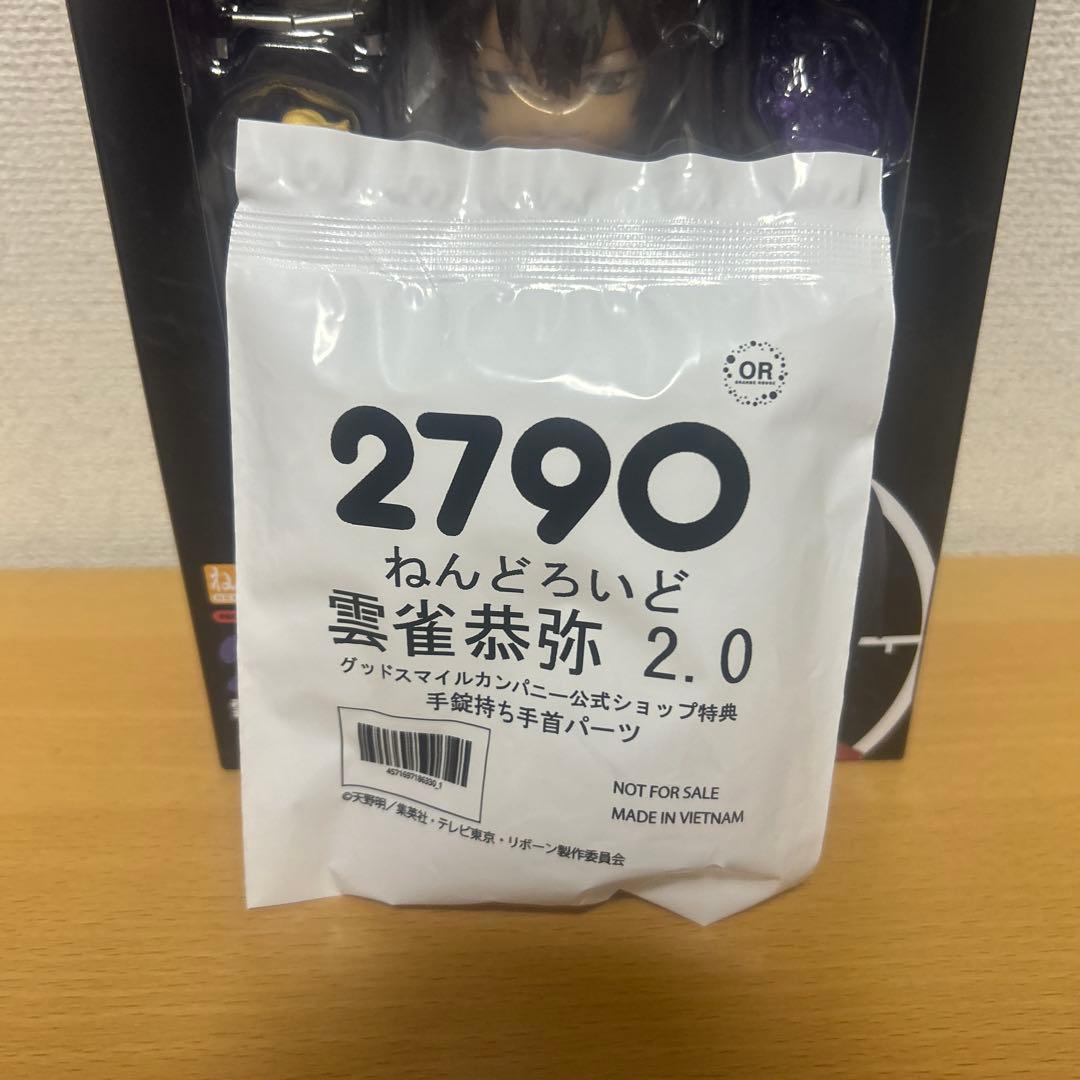 OR
ORANGE ROUGE
2790
ねんどろいど
雲雀恭弥 2.0
グッドスマイルカンパニー公式ショップ特典
手錠持ち手首パーツ
4571697186330_1
NOT FOR SALE
MADE IN VIETNAM
©天野明／集英社・テレビ東京・リボーン製作委員会
ね